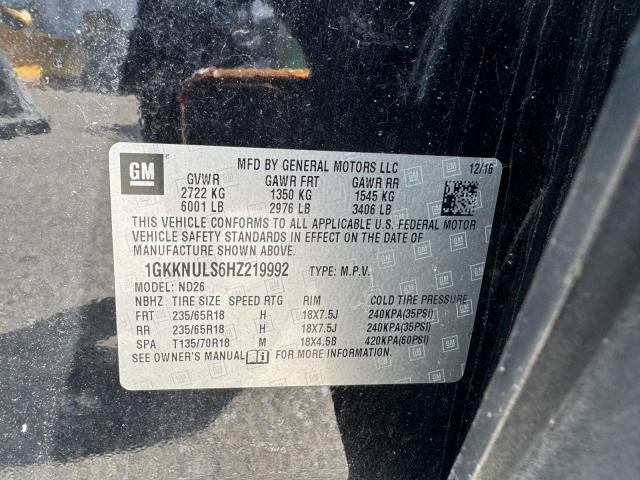 GM
MFD BY GENERAL MOTORS LLC 12/16
GVWR GAWR FRT GAWR RR
2722 KG 1350 KG 1545 KG
6001 LB 2976 LB 3406 LB
THIS VEHICLE CONFORMS TO ALL APPLICABLE U.S. FEDERAL MOTOR
VEHICLE SAFETY STANDARDS IN EFFECT ON THE DATE OF
MANUFACTURE SHOWN ABOVE.
1GKKNULS6HZ219992 TYPE: M.P.V.
MODEL: ND26
NBHZ TIRE SIZE SPEED RTG RIM COLD TIRE PRESSURE
FRT 235/65R18 H 18X7.5J 240KPA(35PSI)
RR 235/65R18 H 18X7.5J 240KPA(35PSI)
SPA T135/70R18 M 18X4.5B 420KPA(60PSI)
SEE OWNER'S MANUAL FOR MORE INFORMATION.